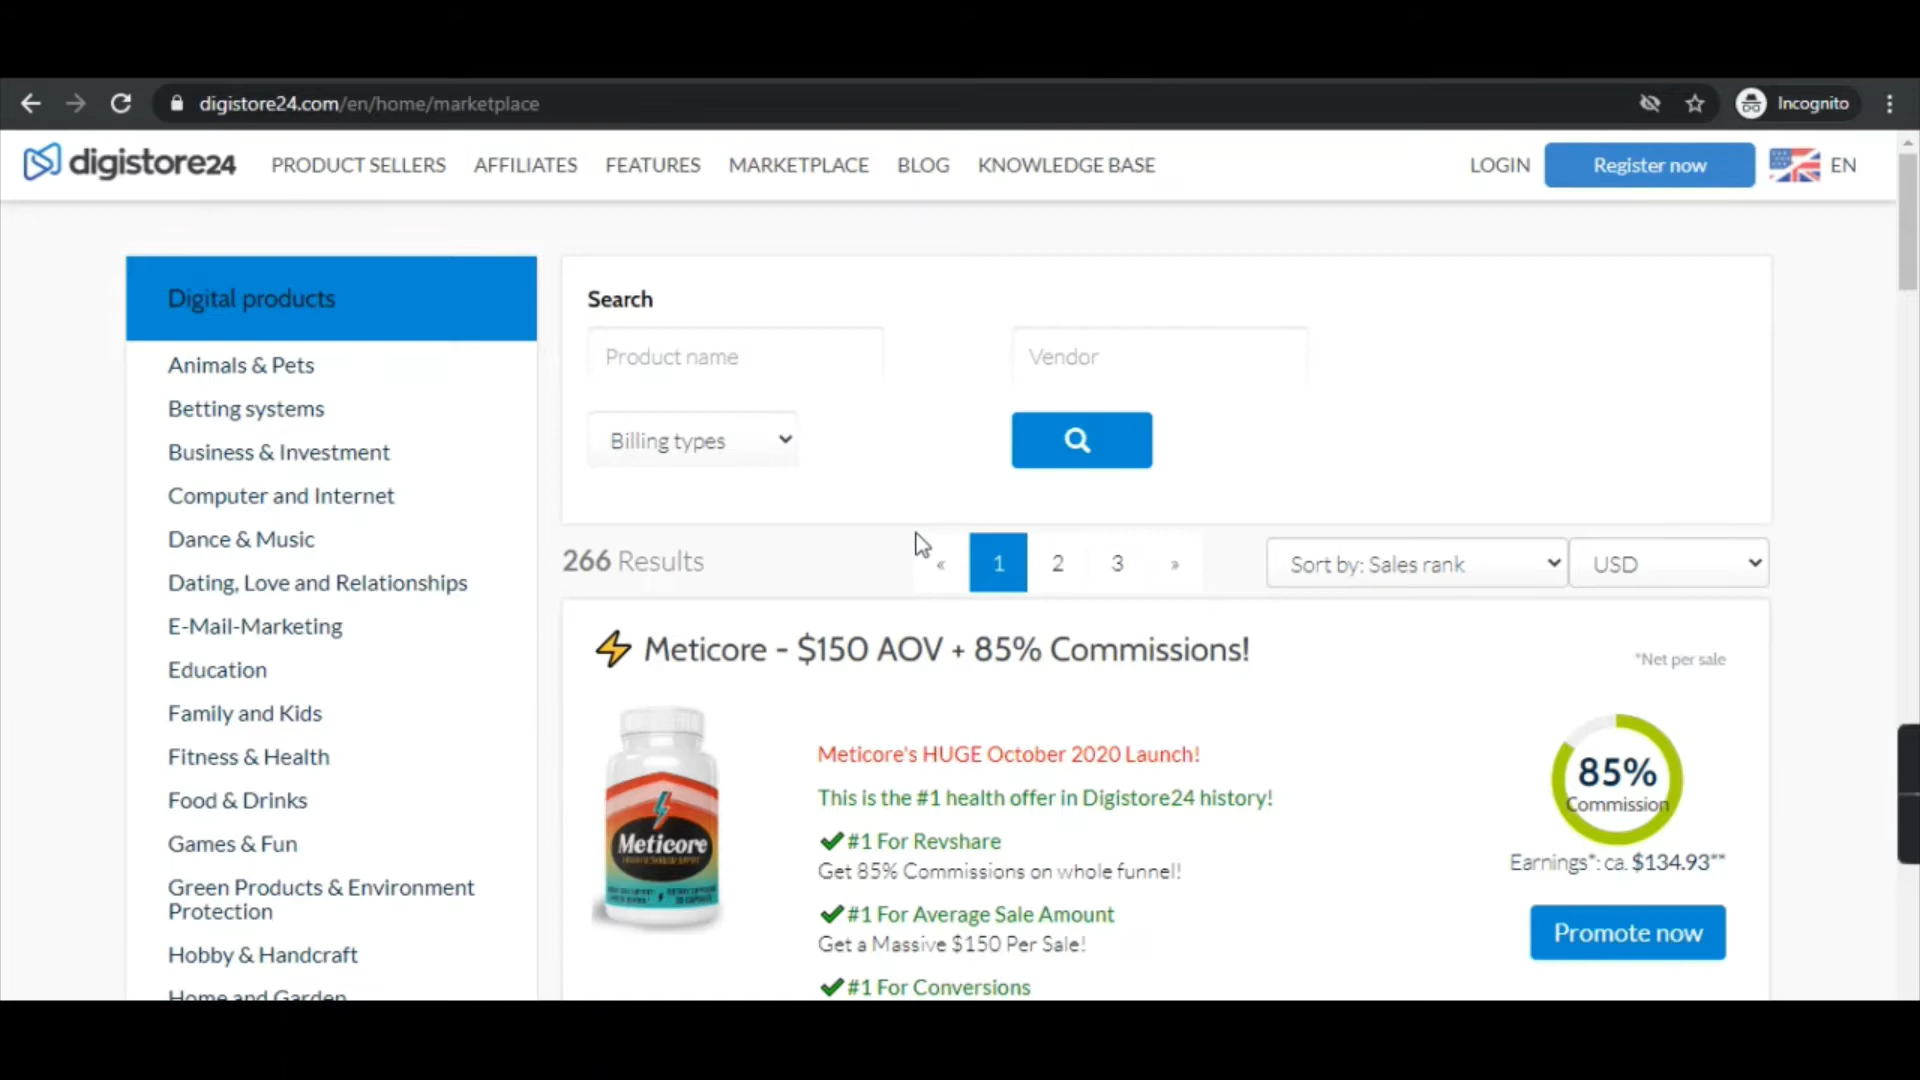 digistore24.com/en/home/marketplace
Incognito
digistore24
PRODUCT SELLERS
AFFILIATES
FEATURES
MARKETPLACE
BLOG
KNOWLEDGE BASE
LOGIN
Register now
EN
Digital products
Animals & Pets
Betting systems
Business & Investment
Computer and Internet
Dance & Music
Dating, Love and Relationships
E-Mail-Marketing
Education
Family and Kids
Fitness & Health
Food & Drinks
Games & Fun
Green Products & Environment
Protection
Hobby & Handcraft
Home and Garden
Search
Product name
Vendor
Billing types
266 Results
«
1
2
3
»
Sort by: Sales rank
USD
Meticore - $150 AOV + 85% Commissions!
*Net per sale
Meticore
Meticore's HUGE October 2020 Launch!
This is the #1 health offer in Digistore24 history!
#1 For Revshare
Get 85% Commissions on whole funnel!
#1 For Average Sale Amount
Get a Massive $150 Per Sale!
#1 For Conversions
85%
Commission
Earnings*: ca. $134.93**
Promote now